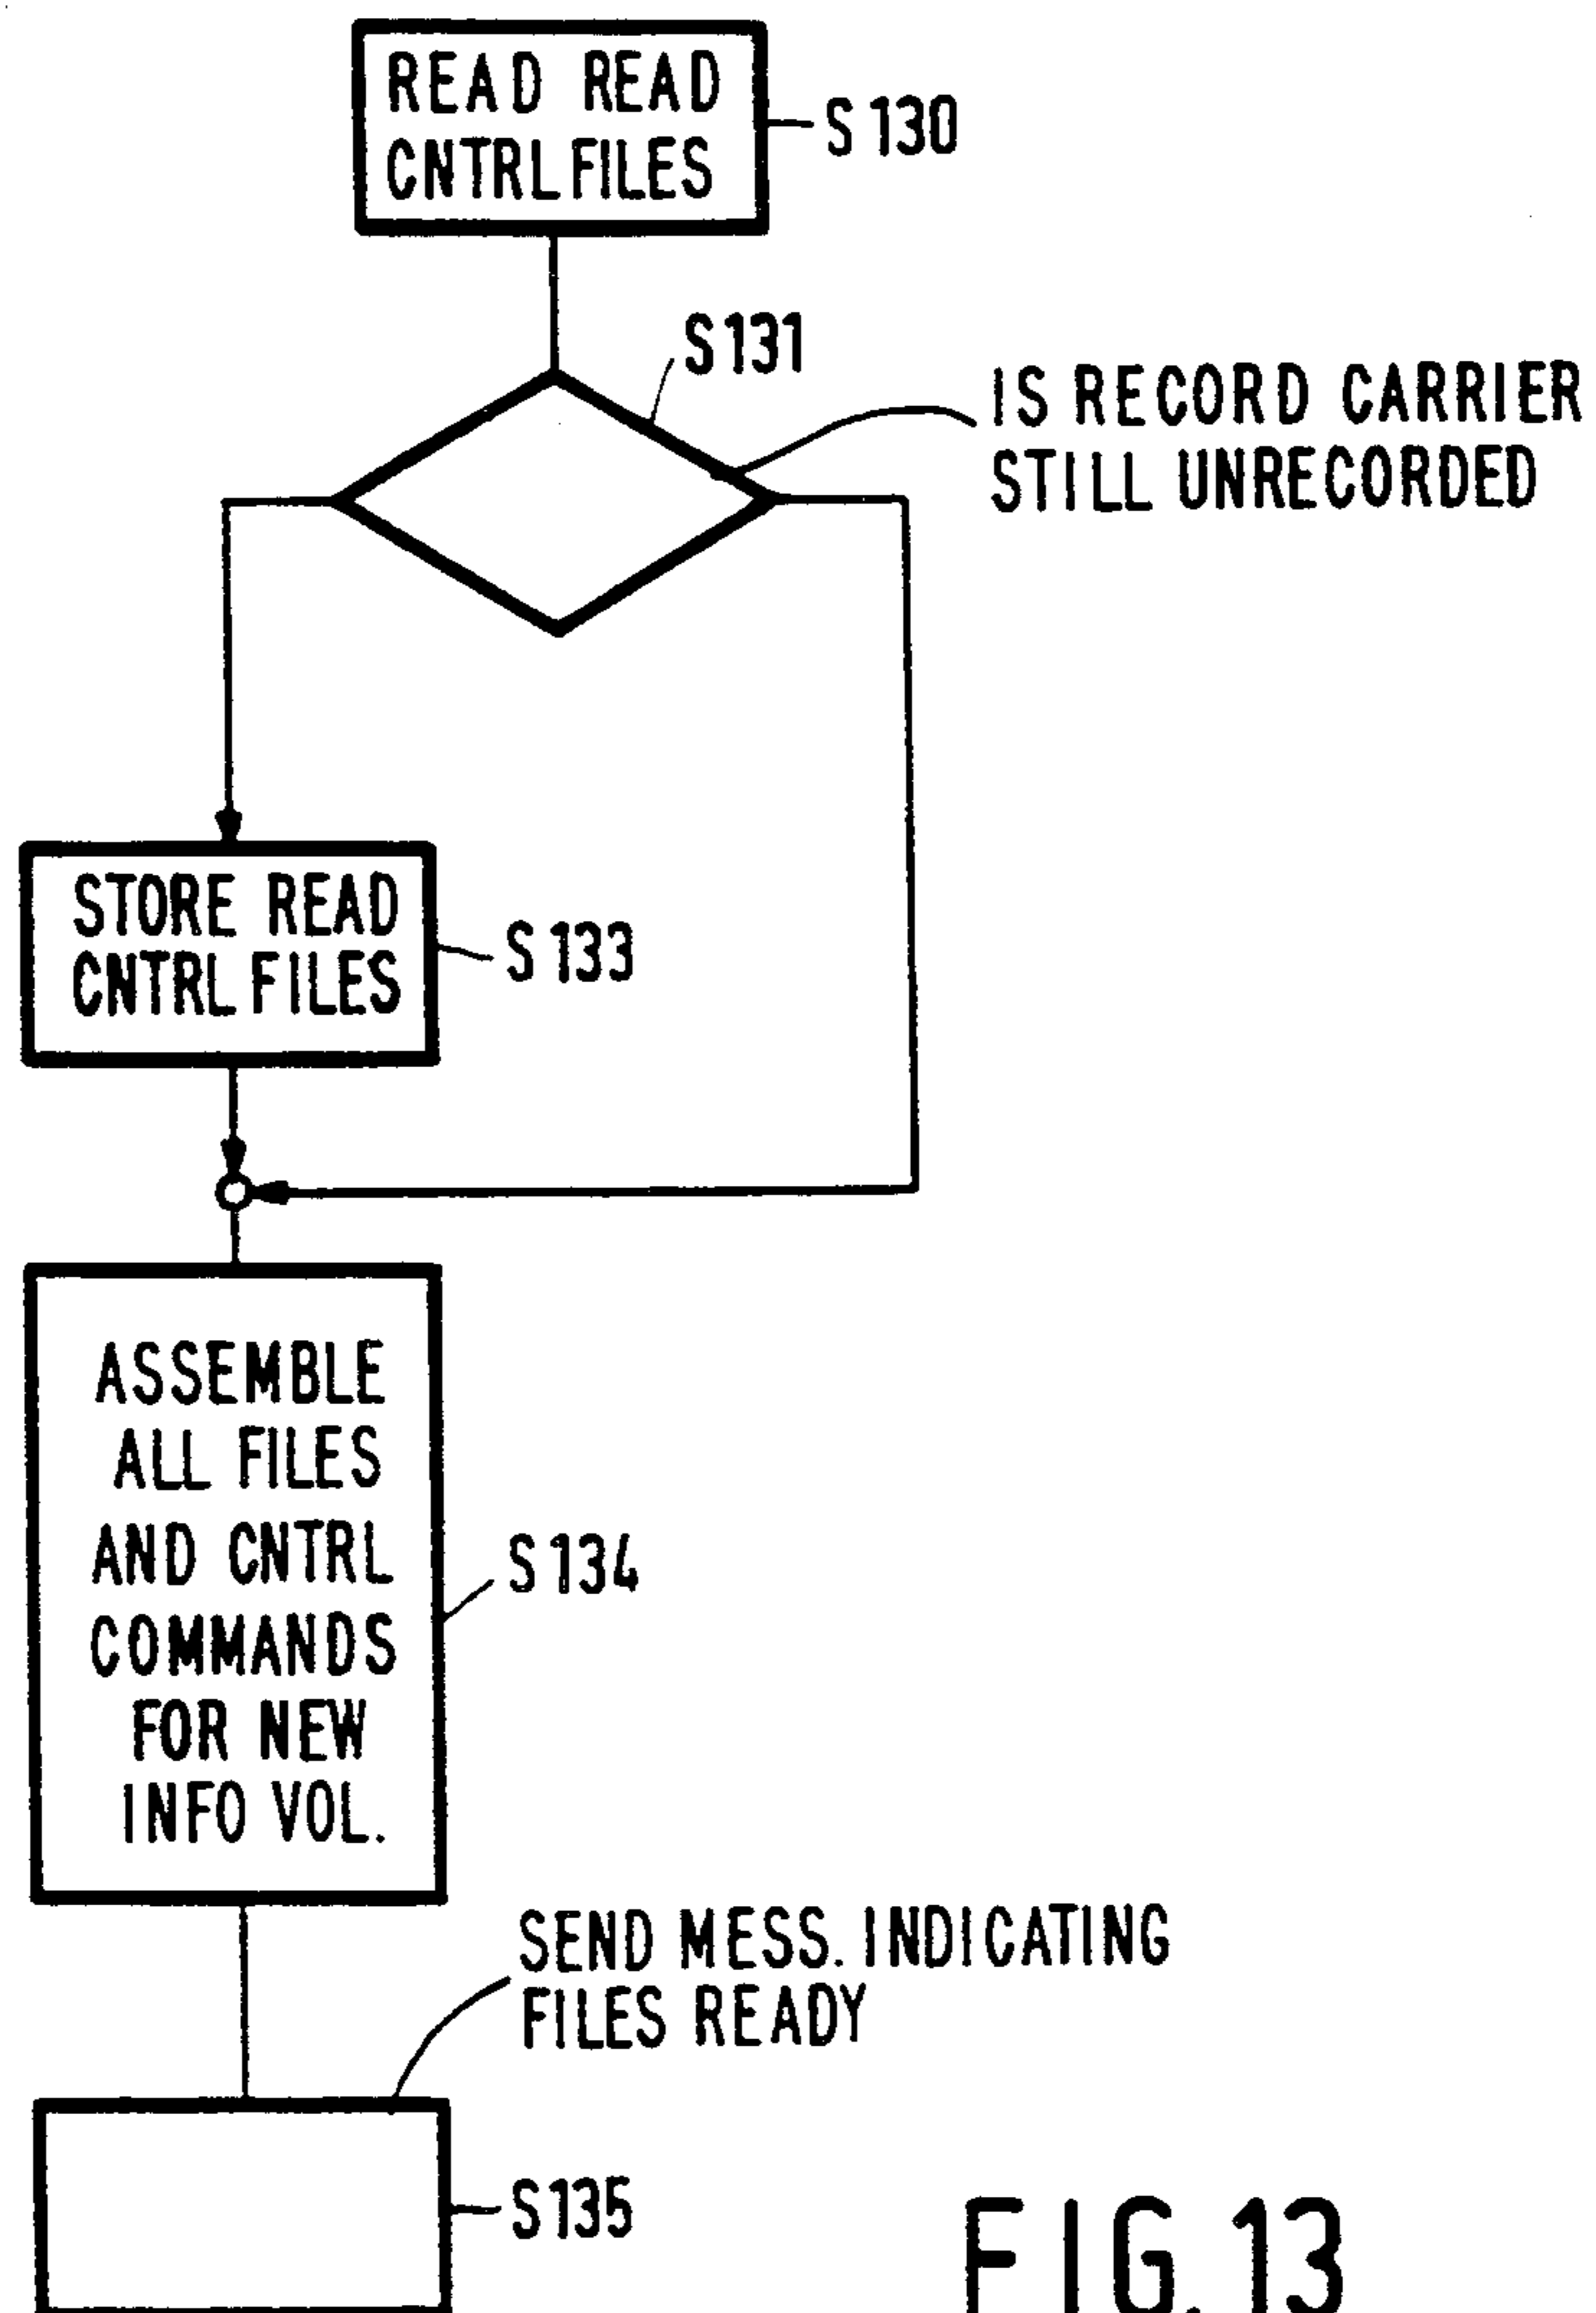 READ READ
CNTRL FILES
S130
S131
IS RECORD CARRIER
STILL UNRECORDED
STORE READ
CNTRL FILES
S133
ASSEMBLE
ALL FILES
AND CNTRL
COMMANDS
FOR NEW
INFO VOL.
S134
SEND MESS. INDICATING
FILES READY
S135
FIG. 13